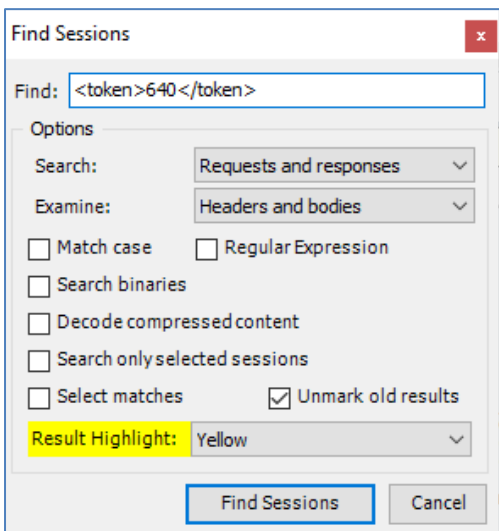 Find Sessions
x
Find: <token>640</token>
Options
Search: Requests and responses
Examine: Headers and bodies
Match case Regular Expression
Search binaries
Decode compressed content
Search only selected sessions
Select matches Unmark old results
Result Highlight: Yellow
Find Sessions Cancel